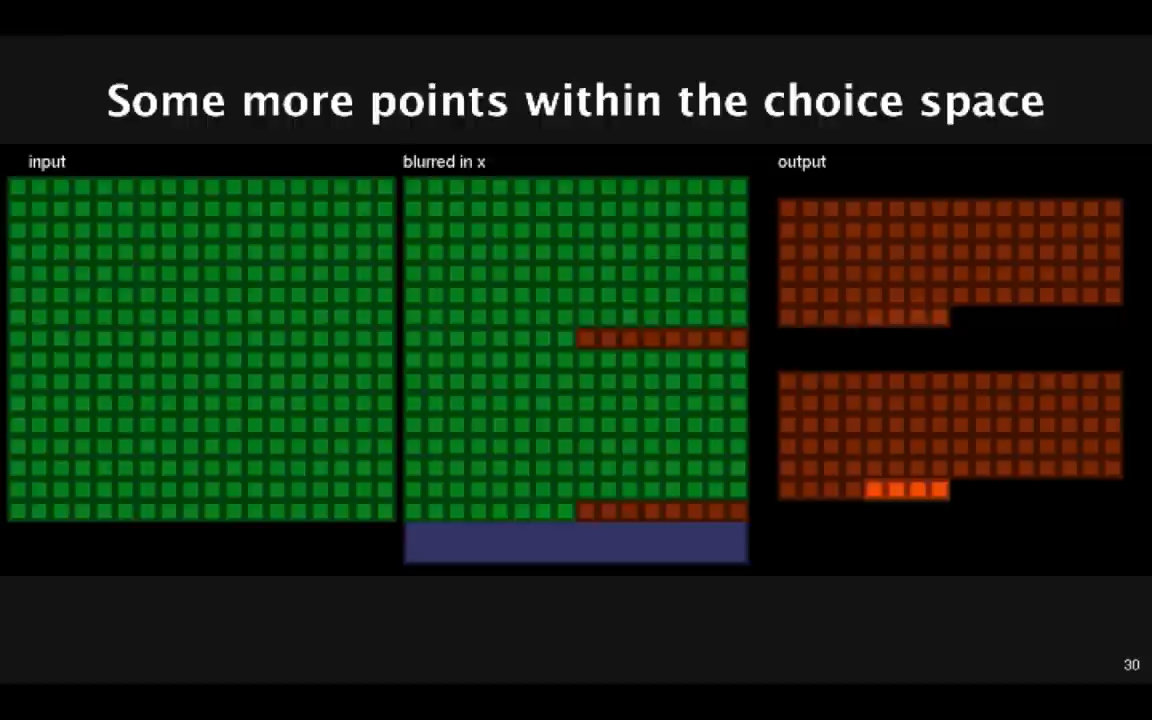 Some more points within the choice space
input
blurred in x
output
30